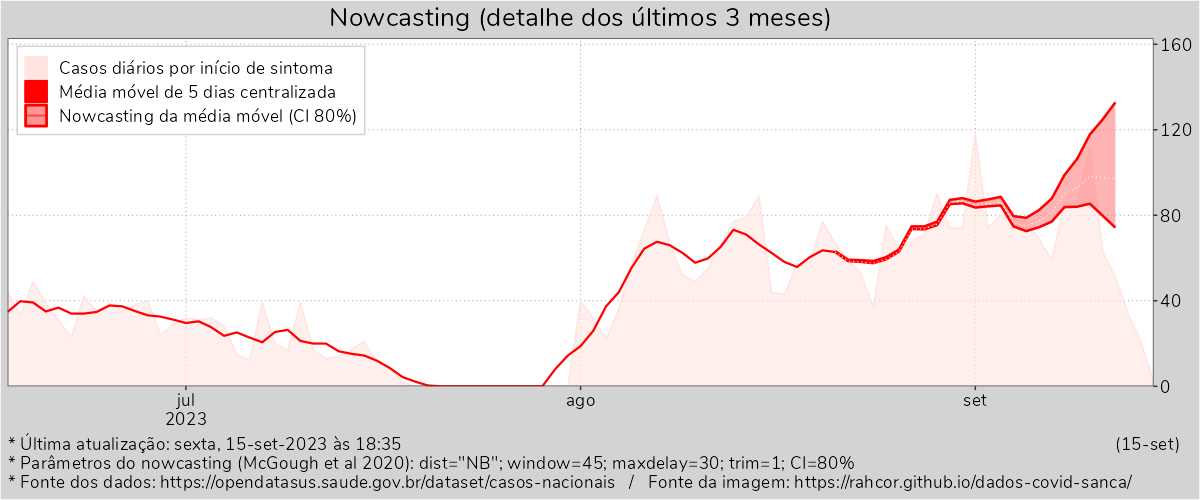 Nowcasting (detalhe dos últimos 3 meses)
Casos diários por início de sintoma
Média móvel de 5 dias centralizada
Nowcasting da média móvel (CI 80%)
160
120
80
40
0
jul
2023
ago
set
* Última atualização: sexta, 15-set-2023 às 18:35
(15-set)
* Parâmetros do nowcasting (McGough et al 2020): dist="NB"; window=45; maxdelay=30; trim=1; CI=80%
* Fonte dos dados: https://opendatasus.saude.gov.br/dataset/casos-nacionais / Fonte da imagem: https://rahcor.github.io/dados-covid-sanca/